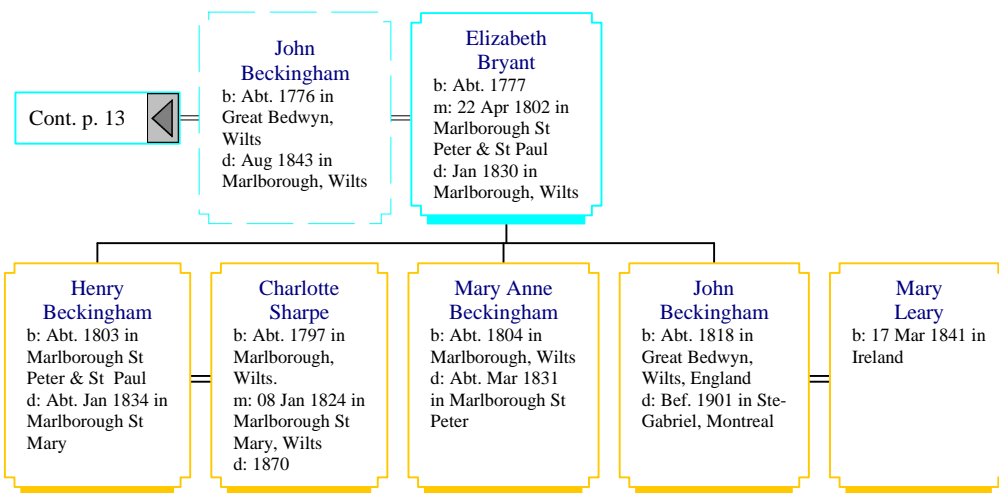 Cont. p. 13
John
Beckingham
b: Abt. 1776 in
Great Bedwyn,
Wilts
d: Aug 1843 in
Marlborough, Wilts
Elizabeth
Bryant
b: Abt. 1777
m: 22 Apr 1802 in
Marlborough St
Peter & St Paul
d: Jan 1830 in
Marlborough, Wilts
Henry
Beckingham
b: Abt. 1803 in
Marlborough St
Peter & St  Paul
d: Abt. Jan 1834 in
Marlborough St
Mary
Charlotte
Sharpe
b: Abt. 1797 in
Marlborough,
Wilts.
m: 08 Jan 1824 in
Marlborough St
Mary, Wilts
d: 1870
Mary Anne
Beckingham
b: Abt. 1804 in
Marlborough, Wilts
d: Abt. Mar 1831
in Marlborough St
Peter
John
Beckingham
b: Abt. 1818 in
Great Bedwyn,
Wilts, England
d: Bef. 1901 in Ste-
Gabriel, Montreal
Mary
Leary
b: 17 Mar 1841 in
Ireland